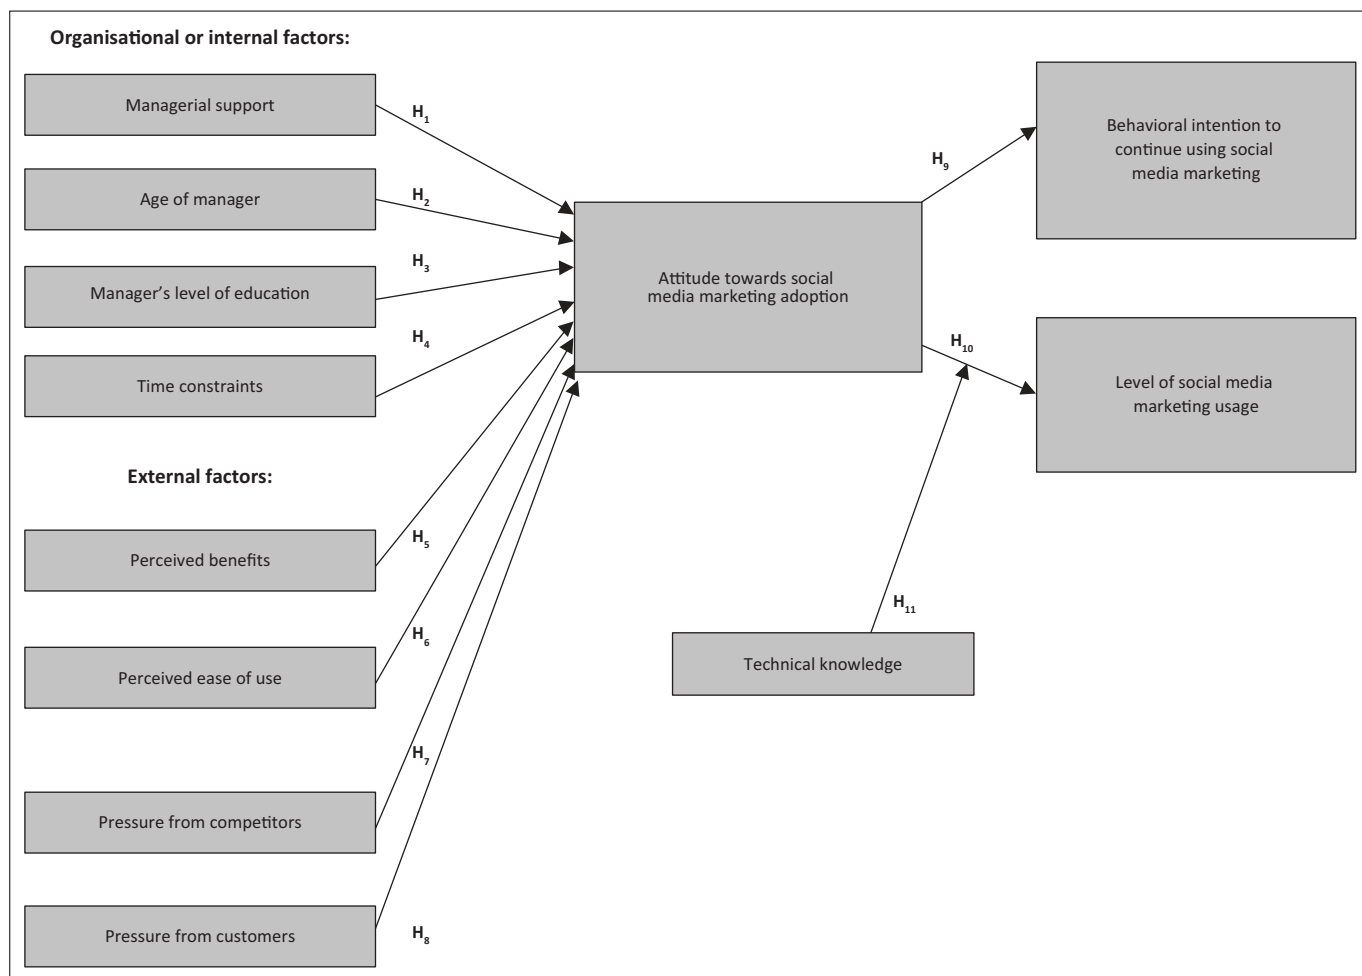 Organisational or internal factors:
Managerial support
H1
Age of manager
H2
Manager’s level of education
H3
Time constraints
H4
External factors:
Perceived benefits
H5
Perceived ease of use
H6
Pressure from competitors
H7
Pressure from customers
H8
Attitude towards social
media marketing adoption
H9
Behavioral intention to
continue using social
media marketing
H10
Level of social media
marketing usage
H11
Technical knowledge